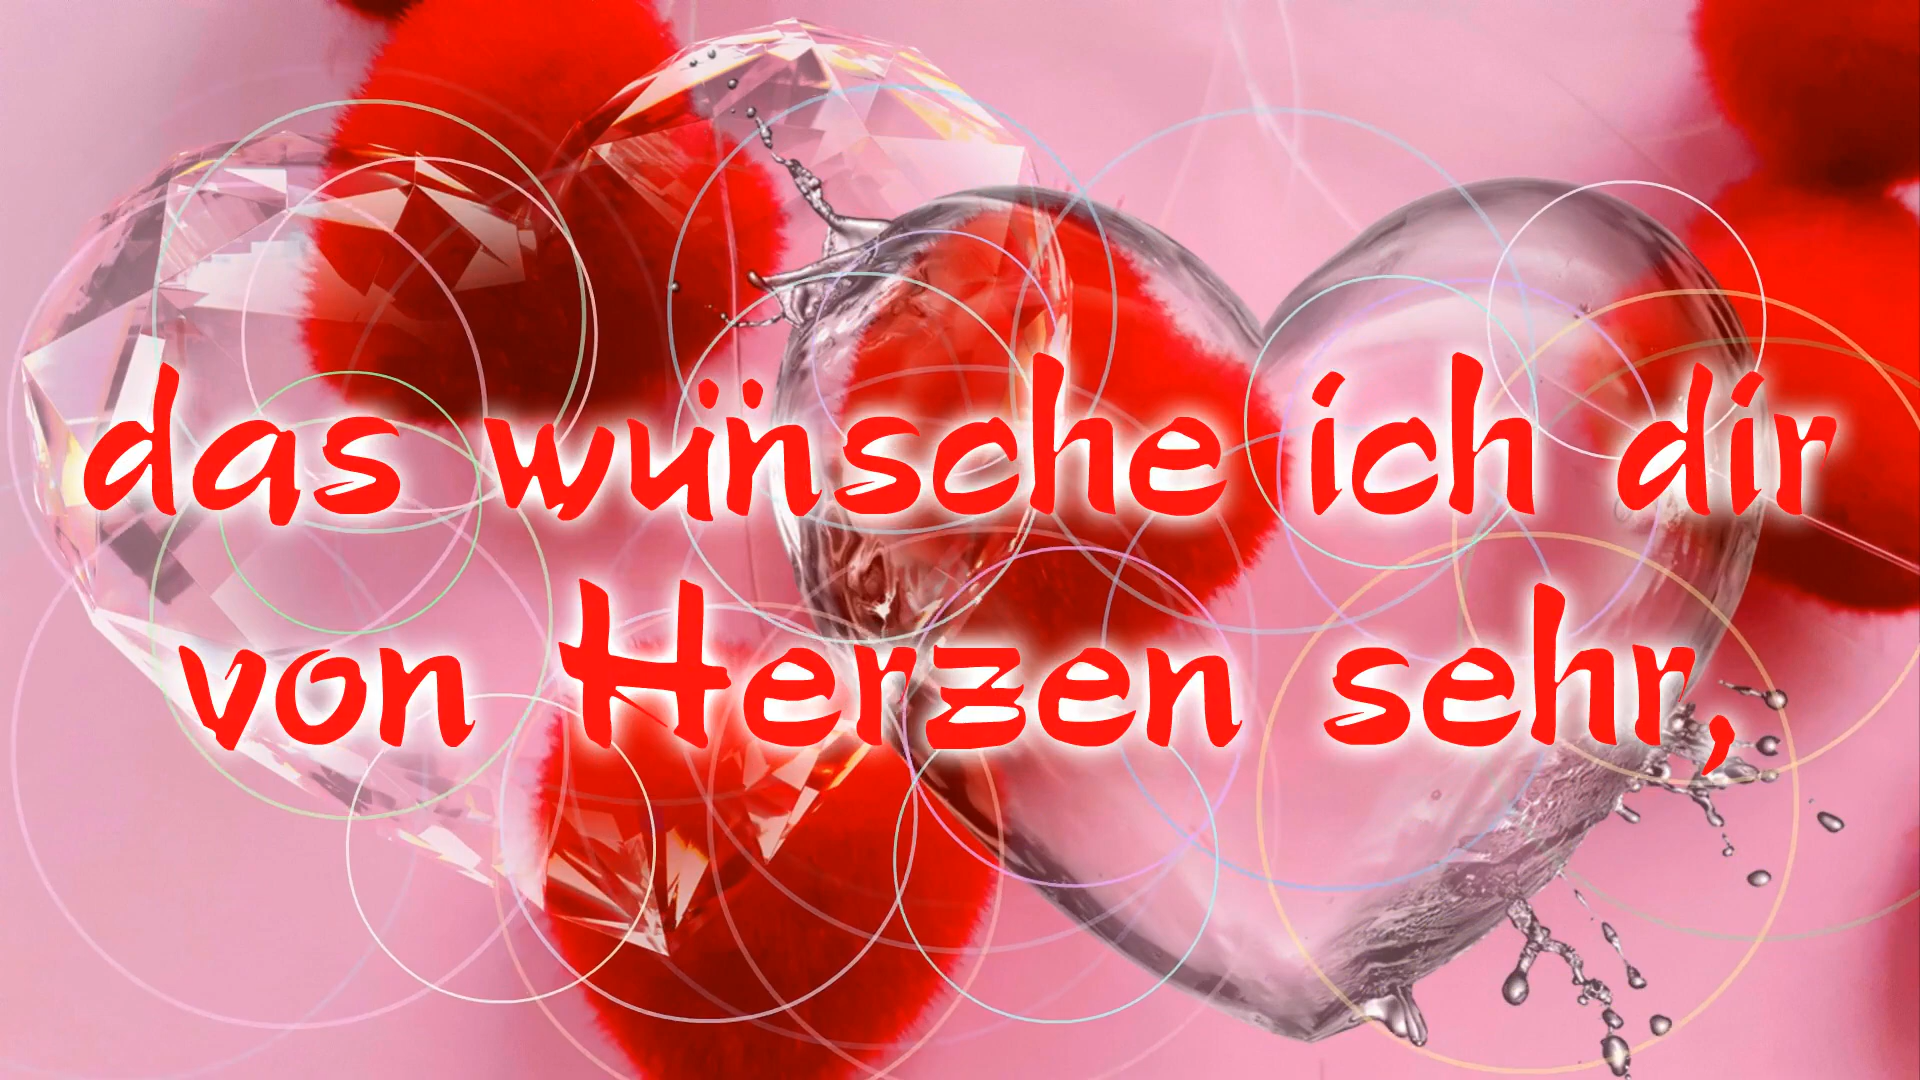 das wünsche ich dir
von Herzen sehr,